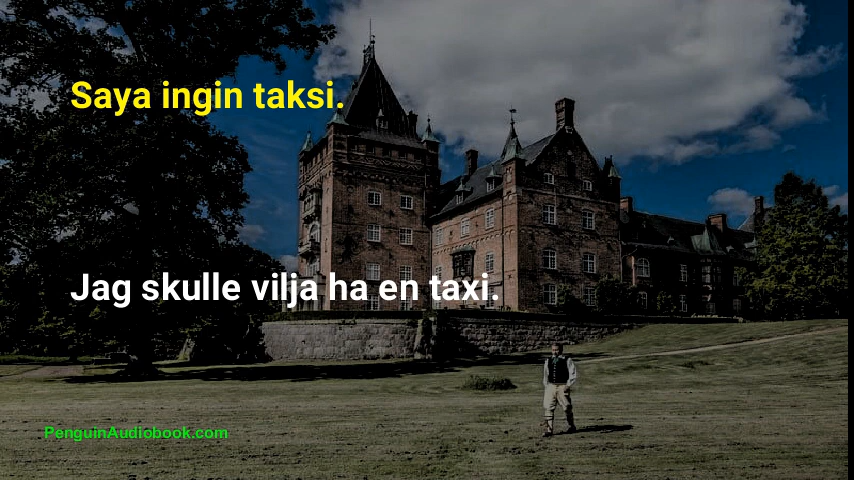 Saya ingin taksi.
Jag skulle vilja ha en taxi.
PenguinAudiobook.com